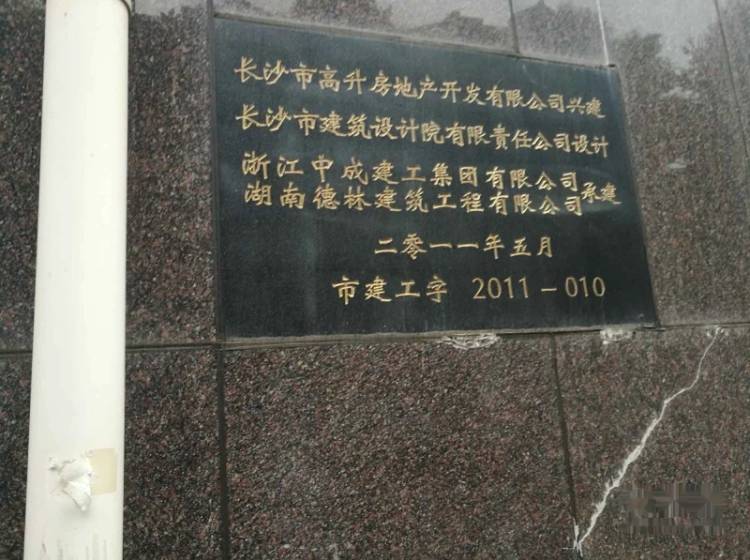 长沙市高升房地产开发有限公司兴建
长沙市建筑设计院有限责任公司设计
浙江中成建工集团有限公司
湖南德林建筑工程有限公司承建
二零一一年五月
市建工字 2011-010